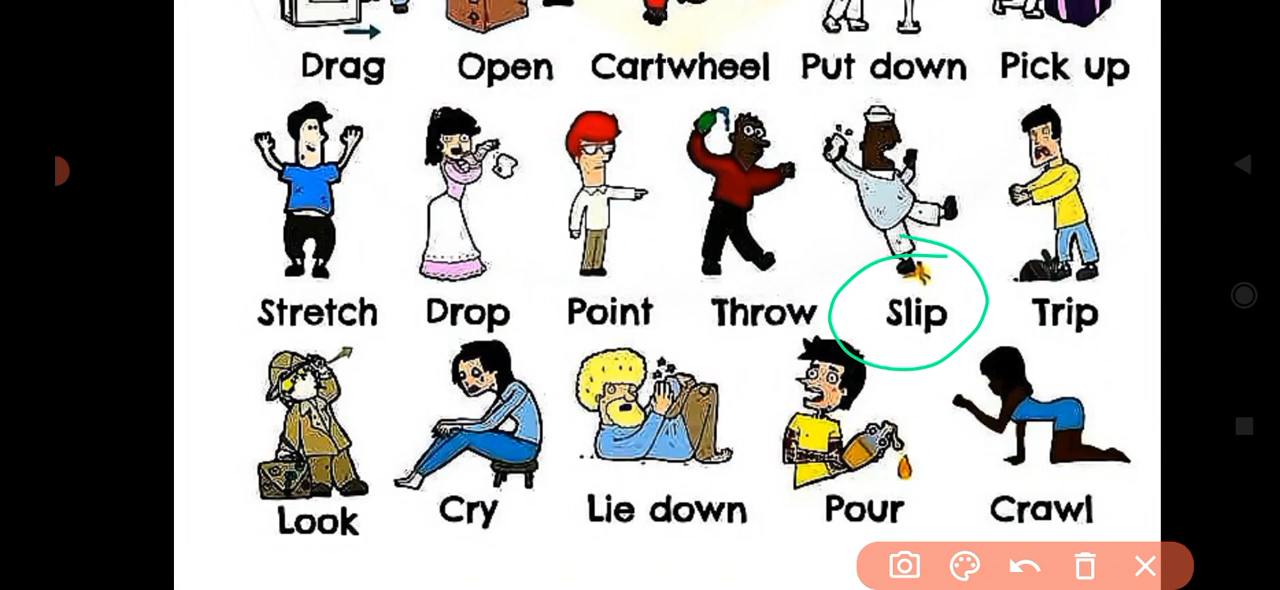 Drag Open Cartwheel Put down Pick up
Stretch Drop Point Throw Slip Trip
Look Cry Lie down Pour Crawl